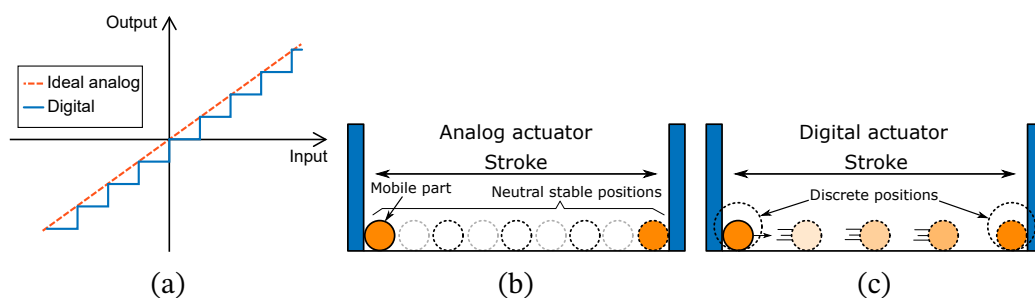 Output
Ideal analog
Digital
Input
(a)
Analog actuator
Stroke
Mobile part
Neutral stable positions
(b)
Digital actuator
Stroke
Discrete positions
(c)